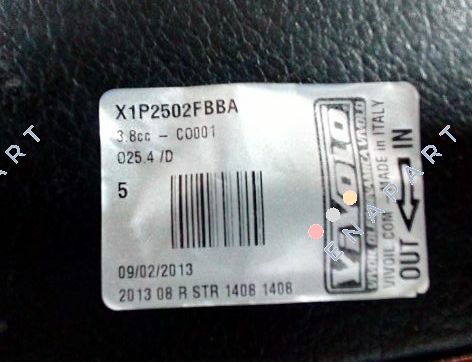 X1P2502FBBA
3.8cc - C0001
025.4 /D
5
09/02/2013
2013 08 R STR 1408 1408
VIVOLO
VIVOIL.COM
MADE in ITALY
IN
OUT
ENAPART